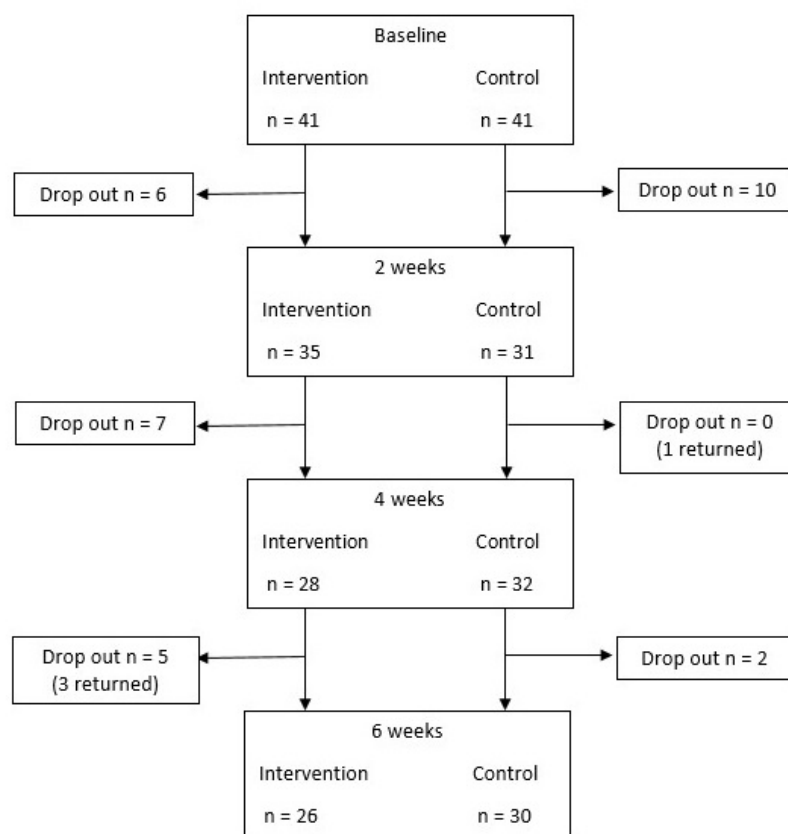 Baseline
Intervention Control
n = 41 n = 41
Drop out n = 6
Drop out n = 10
2 weeks
Intervention Control
n = 35 n = 31
Drop out n = 7
Drop out n = 0
(1 returned)
4 weeks
Intervention Control
n = 28 n = 32
Drop out n = 5
(3 returned)
Drop out n = 2
6 weeks
Intervention Control
n = 26 n = 30